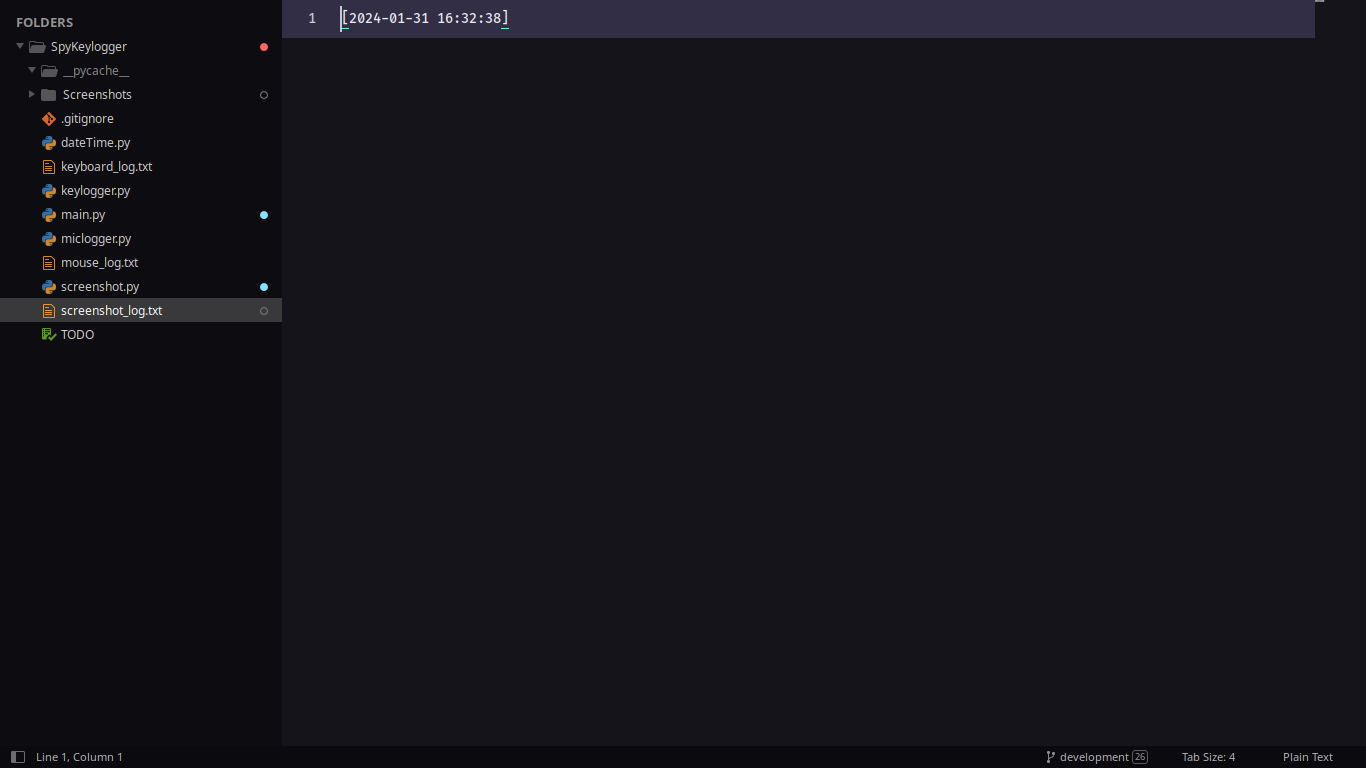 FOLDERS
SpyKeylogger
__pycache__
Screenshots
.gitignore
dateTime.py
keyboard_log.txt
keylogger.py
main.py
miclogger.py
mouse_log.txt
screenshot.py
screenshot_log.txt
TODO
1 [2024-01-31 16:32:38]
Line 1, Column 1 development 26 Tab Size: 4 Plain Text